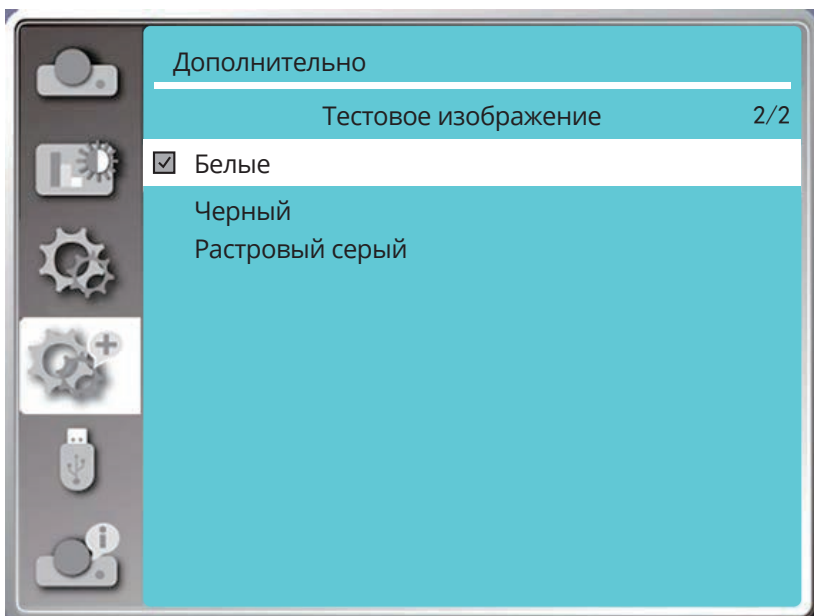 Дополнительно
Тестовое изображение 2/2
Белые
Черный
Растровый серый